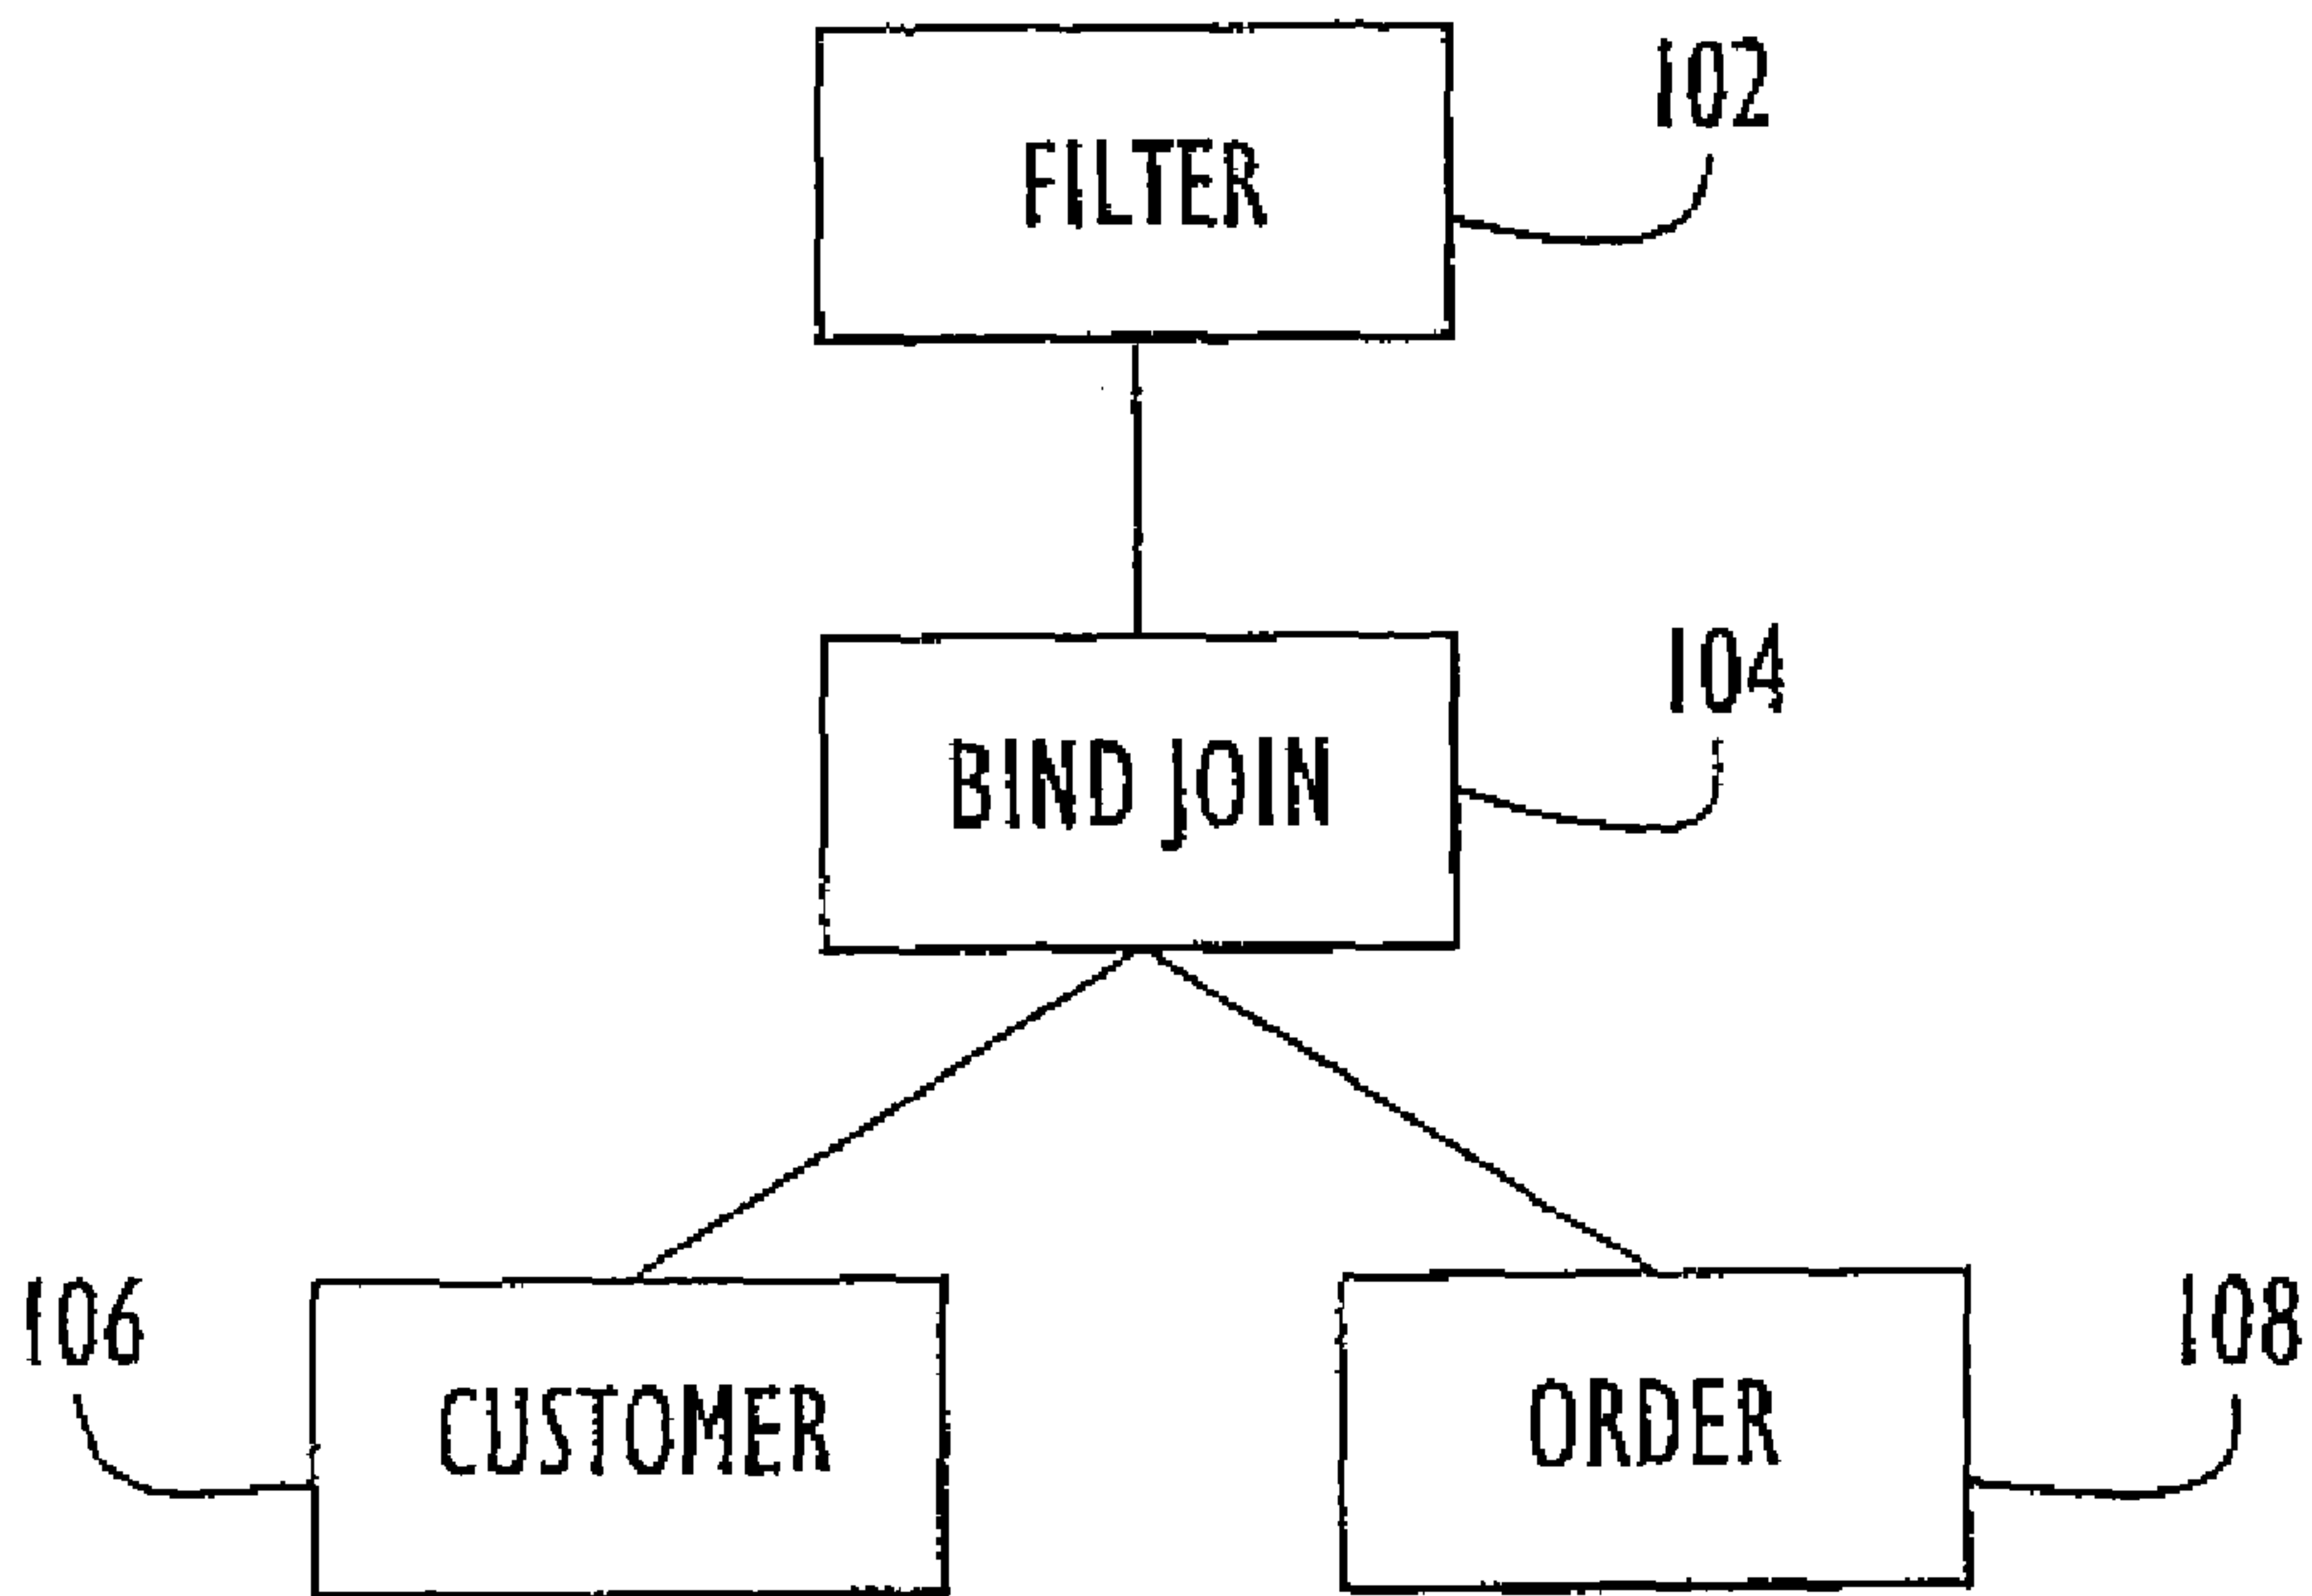 102
FILTER
104
BIND JOIN
106
108
CUSTOMER
ORDER